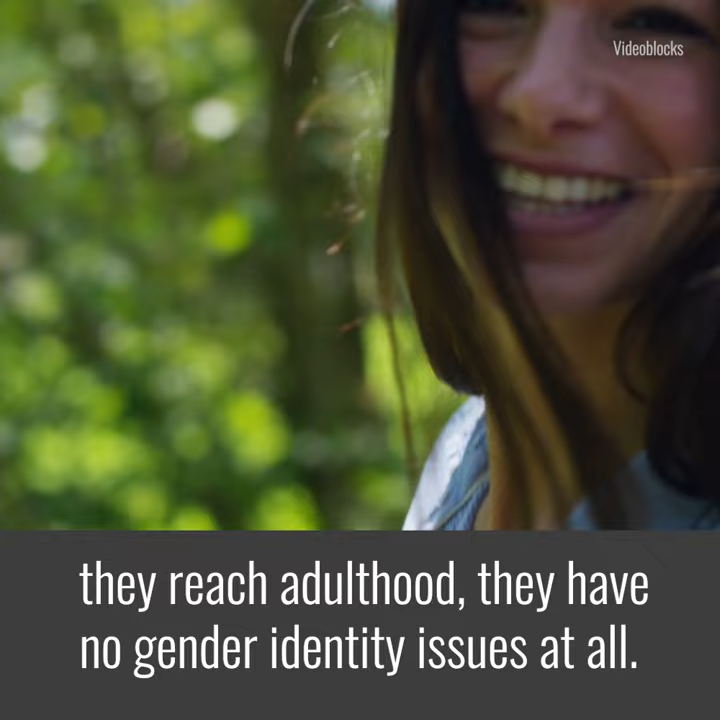 Videoblocks
they reach adulthood, they have
no gender identity issues at all.